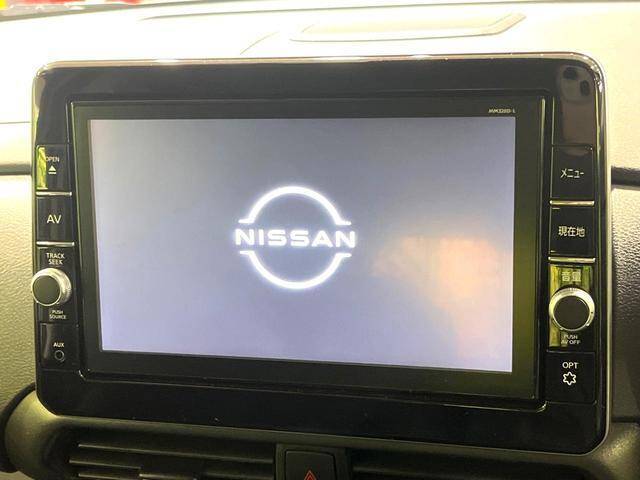 MM320D-L
OPEN
AV
TRACK
SEEK
PUSH
SOURCE
AUX
NISSAN
メニュー
現在地
音量
PUSH
AV OFF
OPT